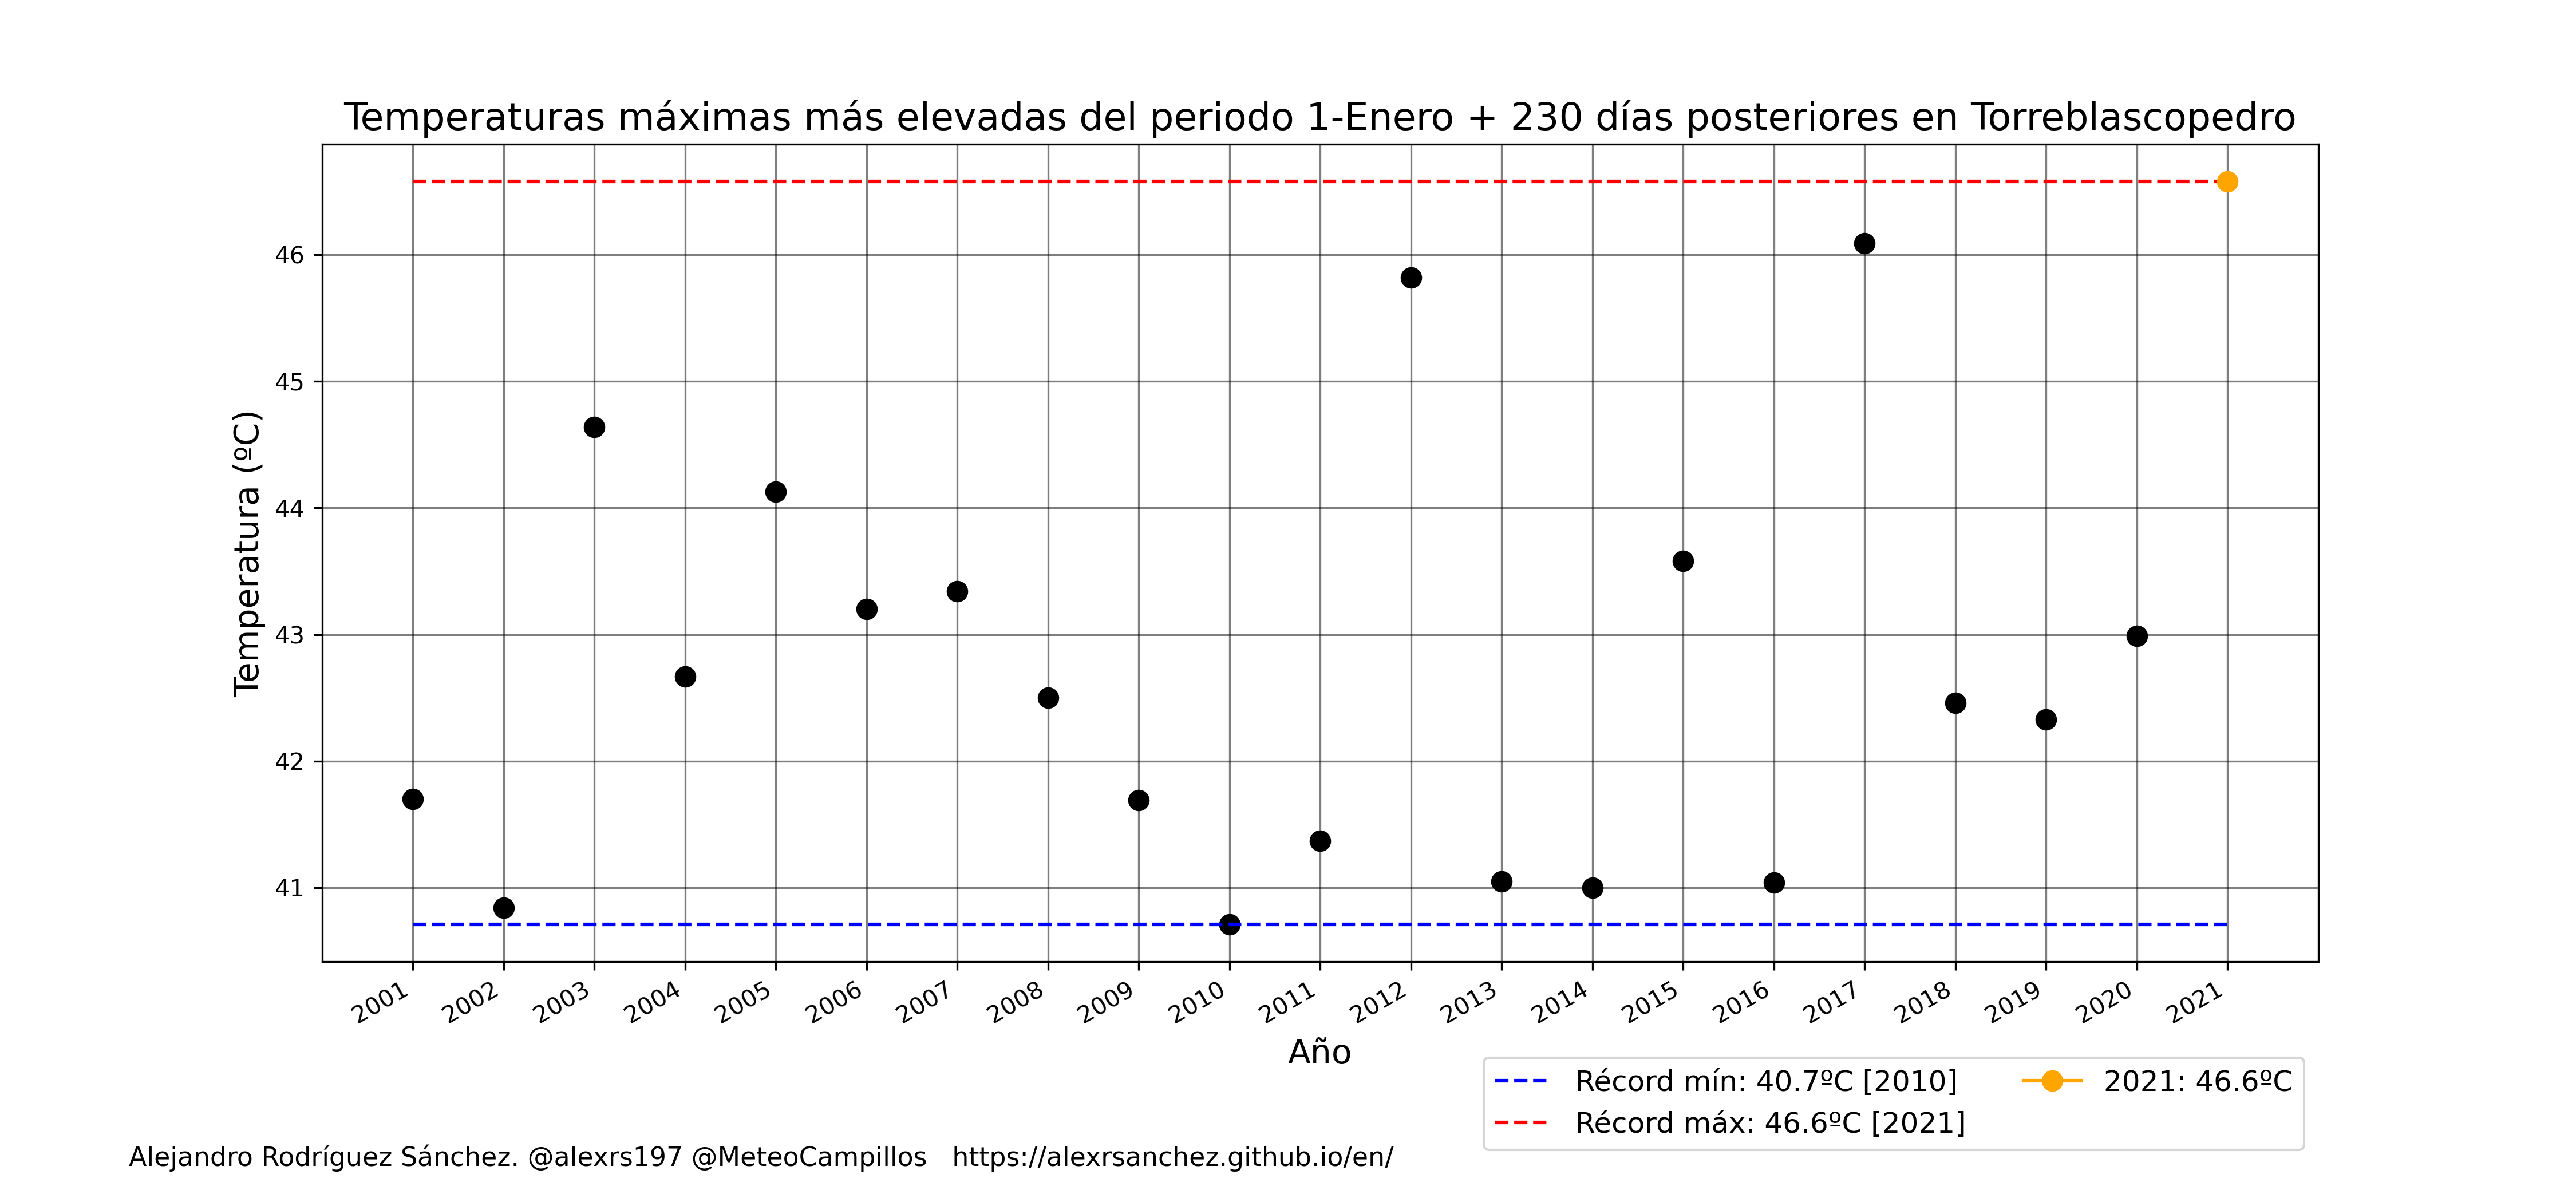 Temperaturas máximas más elevadas del periodo 1-Enero + 230 días posteriores en Torreblascopedro
Temperatura (ºC)
46
45
44
43
42
41
2001 2002 2003 2004 2005 2006 2007 2008 2009 2010 2011 2012 2013 2014 2015 2016 2017 2018 2019 2020 2021
Año
Récord mín: 40.7ºC [2010]
Récord máx: 46.6ºC [2021]
2021: 46.6ºC
Alejandro Rodríguez Sánchez. @alexrs197 @MeteoCampillos https://alexrsanchez.github.io/en/